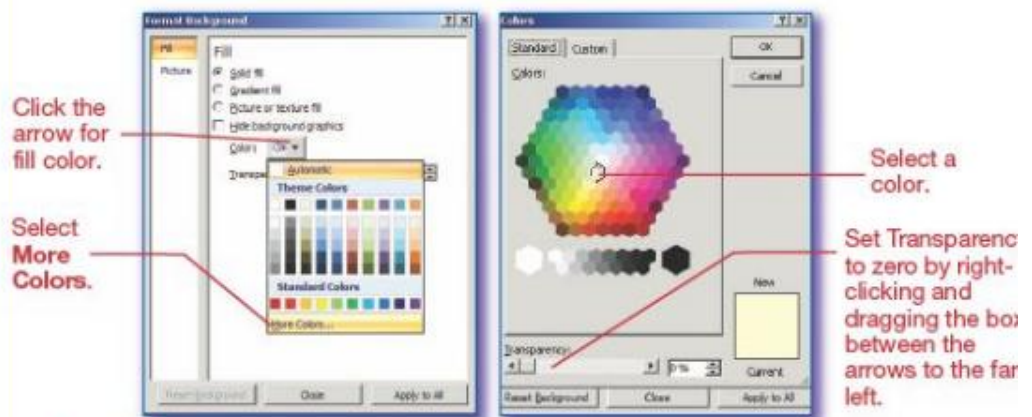 Format Background
Fill
Picture
Fill
Solid fill
Gradient fill
Picture or texture fill
Hide background graphics
Color:
Automatic
Theme Colors
Standard Colors
More Colors...
Reset Background
Close
Apply to All
Click the
arrow for
fill color.
Select
More
Colors.
Colors
Standard
Custom
OK
Cancel
Colors:
New
Current
Transparency:
0 %
Reset Background
Close
Apply to All
Select a
color.
Set Transparency
to zero by right-
clicking and
dragging the box
between the
arrows to the far
left.